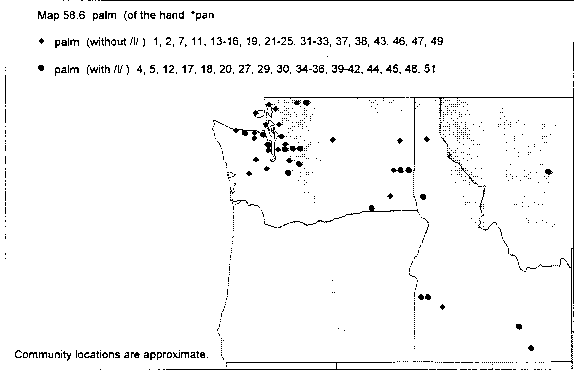 Map 58.6 palm (of the hand *pan
palm (without /l/ ) 1, 2, 7, 11, 13-16, 19, 21-25. 31-33, 37, 38, 43. 46, 47, 49
palm (with /l/ ) 4, 5, 12, 17, 18, 20, 27, 29, 30, 34-36, 39-42, 44, 45, 48, 51
Community locations are approximate.